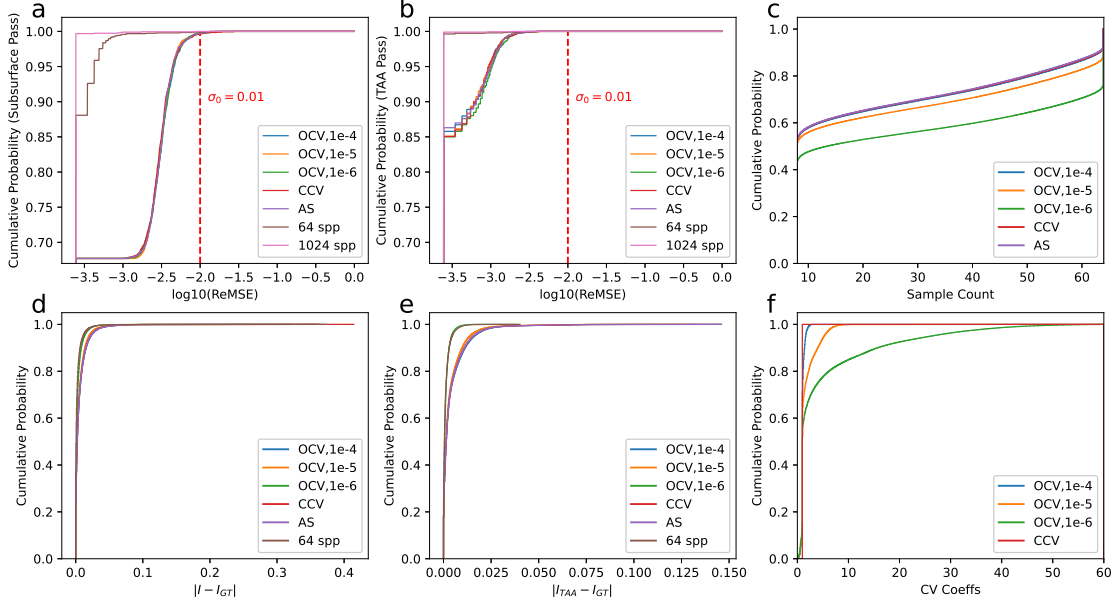 a
Cumulative Probability (Subsurface Pass)
1.00
0.95
0.90
0.85
0.80
0.75
0.70
σ₀ = 0.01
OCV,1e-4
OCV,1e-5
OCV,1e-6
CCV
AS
64 spp
1024 spp
−3.5 −3.0 −2.5 −2.0 −1.5 −1.0 −0.5 0.0
log10(ReMSE)
b
Cumulative Probability (TAA Pass)
1.00
0.95
0.90
0.85
0.80
0.75
0.70
σ₀ = 0.01
OCV,1e-4
OCV,1e-5
OCV,1e-6
CCV
AS
64 spp
1024 spp
−3.5 −3.0 −2.5 −2.0 −1.5 −1.0 −0.5 0.0
log10(ReMSE)
c
Cumulative Probability
1.0
0.8
0.6
0.4
0.2
0.0
OCV,1e-4
OCV,1e-5
OCV,1e-6
CCV
AS
10 20 30 40 50 60
Sample Count
d
Cumulative Probability
1.0
0.8
0.6
0.4
0.2
0.0
OCV,1e-4
OCV,1e-5
OCV,1e-6
CCV
AS
64 spp
0.0 0.1 0.2 0.3 0.4
|I − I_GT|
e
Cumulative Probability
1.0
0.8
0.6
0.4
0.2
0.0
OCV,1e-4
OCV,1e-5
OCV,1e-6
CCV
AS
64 spp
0.000 0.025 0.050 0.075 0.100 0.125 0.150
|I_TAA − I_GT|
f
Cumulative Probability
1.0
0.8
0.6
0.4
0.2
0.0
OCV,1e-4
OCV,1e-5
OCV,1e-6
CCV
0 10 20 30 40 50 60
CV Coeffs